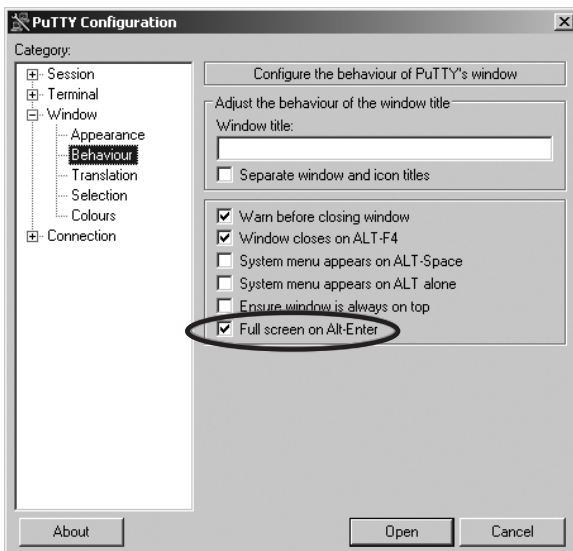 PuTTY Configuration
Category:
Session
Terminal
Window
Appearance
Behaviour
Translation
Selection
Colours
Connection
Configure the behaviour of PuTTY's window
Adjust the behaviour of the window title
Window title:
Separate window and icon titles
Warn before closing window
Window closes on ALT-F4
System menu appears on ALT-Space
System menu appears on ALT alone
Ensure window is always on top
Full screen on Alt-Enter
About
Open
Cancel